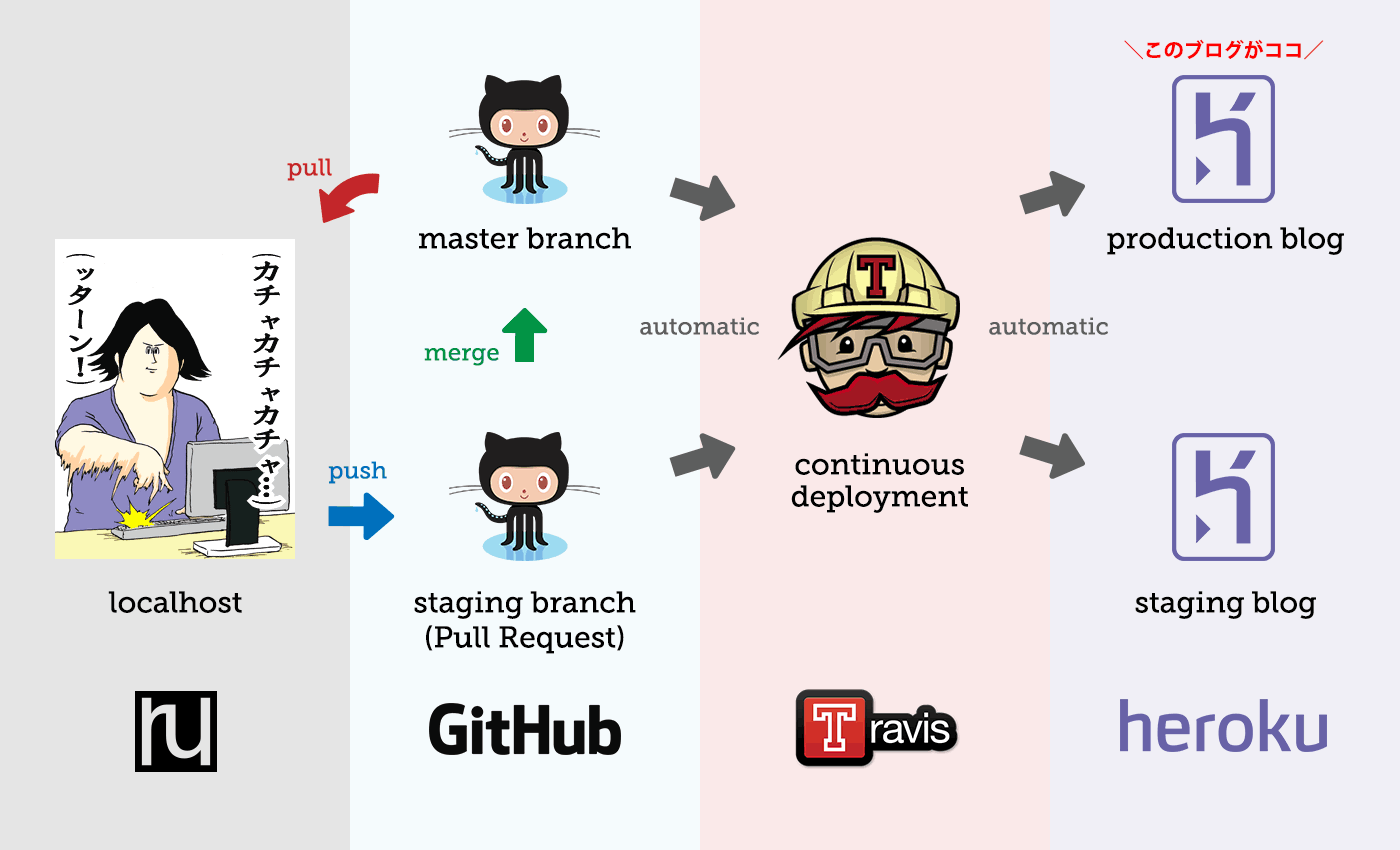 ＼このブログがココ／
pull
master branch
production blog
(カチャカチャカチャ…)
(ッターン!)
merge
automatic
automatic
T
push
continuous
deployment
localhost
staging branch
(Pull Request)
staging blog
ru
GitHub
Travis
heroku